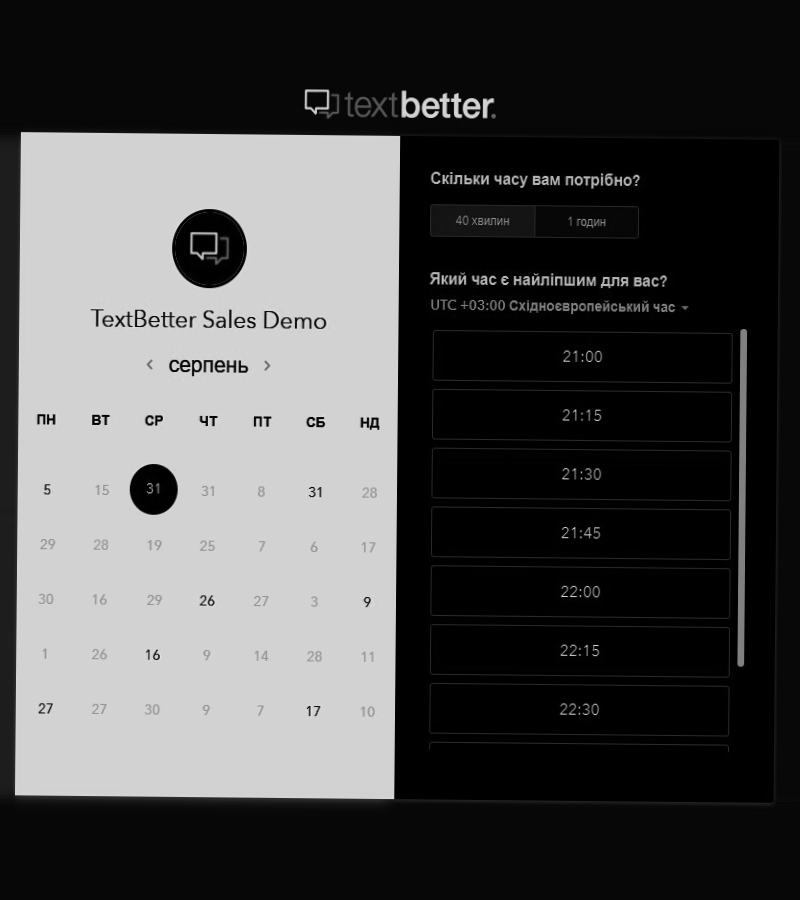 textbetter.
TextBetter Sales Demo
серпень
ПН ВТ СР ЧТ ПТ СБ НД
5 15 31 31 8 31 28
29 28 19 25 7 6 17
30 16 29 26 27 3 9
1 26 16 9 14 28 11
27 27 30 9 7 17 10
Скільки часу вам потрібно?
40 хвилин 1 годин
Який час є найліпшим для вас?
UTC +03:00 Східноєвропейський час
21:00
21:15
21:30
21:45
22:00
22:15
22:30